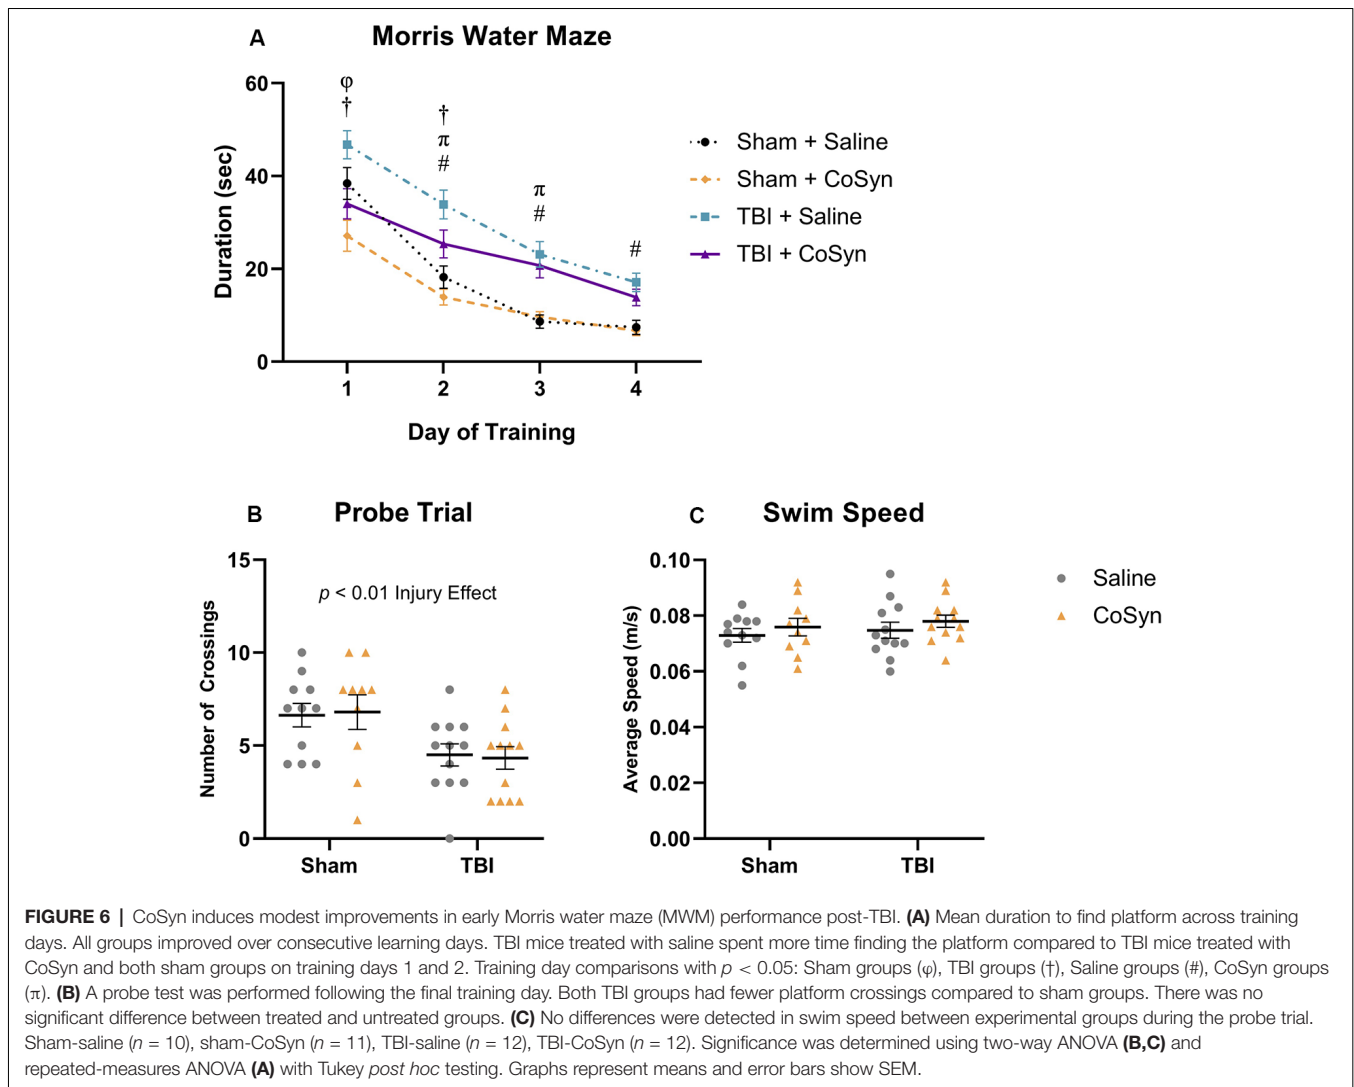 A
Morris Water Maze
φ
†
†
π
#
π
#
#
60
40
20
0
Duration (sec)
1 2 3 4
Day of Training
Sham + Saline
Sham + CoSyn
TBI + Saline
TBI + CoSyn
B
Probe Trial
p < 0.01 Injury Effect
15
10
5
0
Number of Crossings
Sham TBI
C
Swim Speed
0.10
0.08
0.06
0.04
0.02
0.00
Average Speed (m/s)
Sham TBI
Saline
CoSyn
FIGURE 6 | CoSyn induces modest improvements in early Morris water maze (MWM) performance post-TBI. (A) Mean duration to find platform across training
days. All groups improved over consecutive learning days. TBI mice treated with saline spent more time finding the platform compared to TBI mice treated with
CoSyn and both sham groups on training days 1 and 2. Training day comparisons with p < 0.05: Sham groups (φ), TBI groups (†), Saline groups (#), CoSyn groups
(π). (B) A probe test was performed following the final training day. Both TBI groups had fewer platform crossings compared to sham groups. There was no
significant difference between treated and untreated groups. (C) No differences were detected in swim speed between experimental groups during the probe trial.
Sham-saline (n = 10), sham-CoSyn (n = 11), TBI-saline (n = 12), TBI-CoSyn (n = 12). Significance was determined using two-way ANOVA (B,C) and
repeated-measures ANOVA (A) with Tukey post hoc testing. Graphs represent means and error bars show SEM.